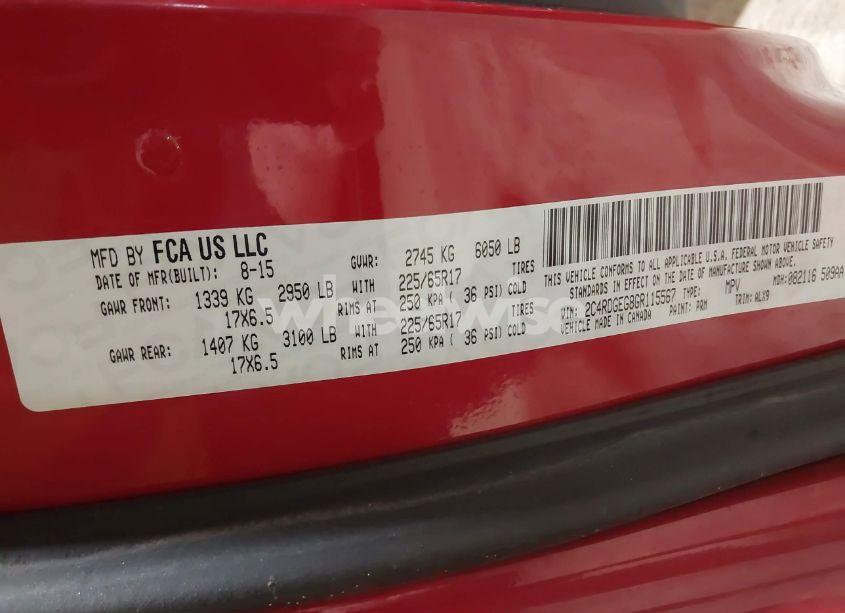 MFD BY FCA US LLC
DATE OF MFR(BUILT): 8-15 GVWR: 2745 KG 6050 LB
GAWR FRONT: 1339 KG 2950 LB WITH 225/65R17 TIRES
17X6.5 RIMS AT 250 KPA ( 36 PSI) COLD
GAWR REAR: 1407 KG 3100 LB WITH 225/65R17 TIRES
17X6.5 RIMS AT 250 KPA ( 36 PSI) COLD
THIS VEHICLE CONFORMS TO ALL APPLICABLE U.S.A. FEDERAL MOTOR VEHICLE SAFETY
STANDARDS IN EFFECT ON THE DATE OF MANUFACTURE SHOWN ABOVE.
VIN: 2C4RDGEG8GR115567 TYPE: MPV MDH: 082116 509AA
VEHICLE MADE IN CANADA PAINT: PRM TRIM: ALX9